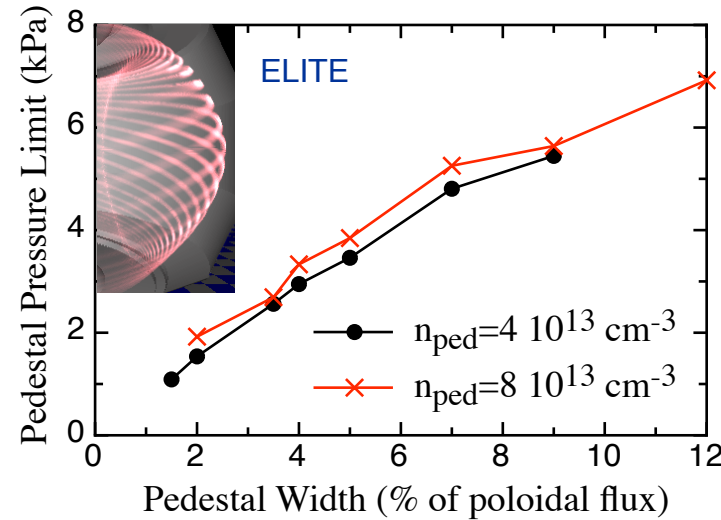 ELITE
Pedestal Pressure Limit (kPa)
8
6
4
2
0
n_ped=4 10^13 cm^-3
n_ped=8 10^13 cm^-3
0 2 4 6 8 10 12
Pedestal Width (% of poloidal flux)